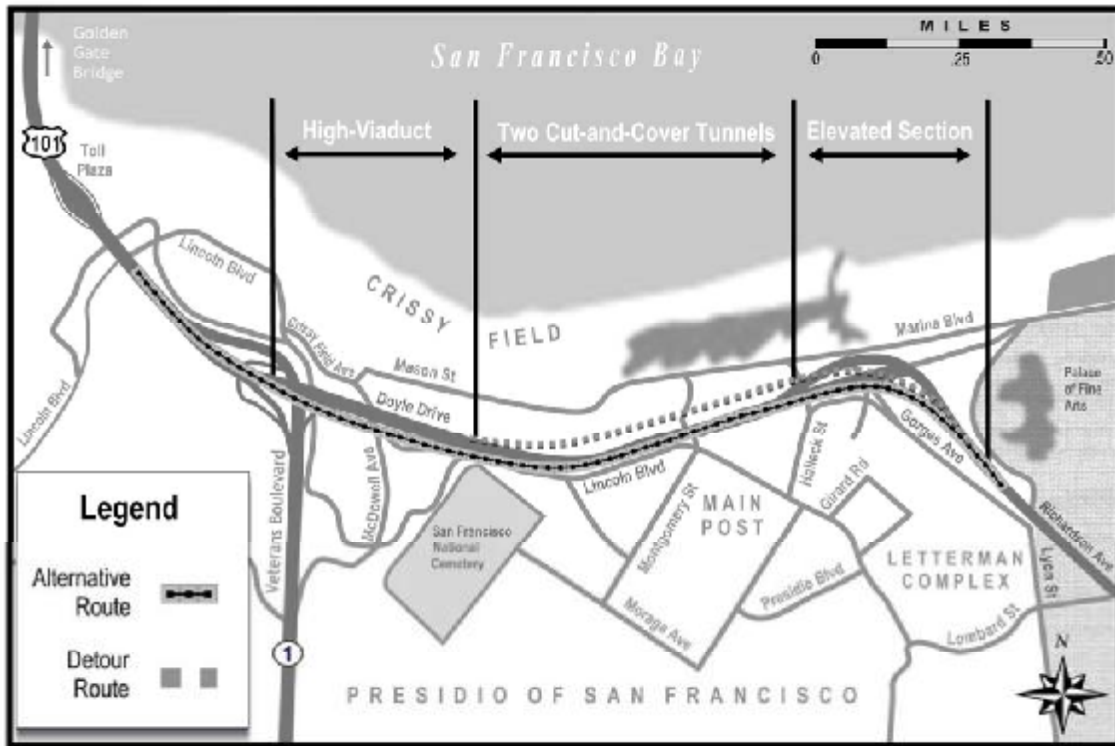 Golden
Gate
Bridge
San Francisco Bay
MILES
0 .25 .50
101
Toll
Plaza
High-Viaduct
Two Cut-and-Cover Tunnels
Elevated Section
Lincoln Blvd
CRISSY
FIELD
Crissy Field Ave
Mason St
Marina Blvd
Doyle Drive
Palace
of Fine
Arts
Lincoln Blvd
Lincoln Blvd
Halleck St
Gorgas Ave
Girard Rd
McDowell Ave
Veterans Boulevard
Montgomery St
MAIN
POST
San Francisco
National
Cemetery
Richardson Ave
LETTERMAN
COMPLEX
Lyon St
Presidio Blvd
Moraga Ave
Lombard St
1
PRESIDIO OF SAN FRANCISCO
N
Legend
Alternative
Route
Detour
Route